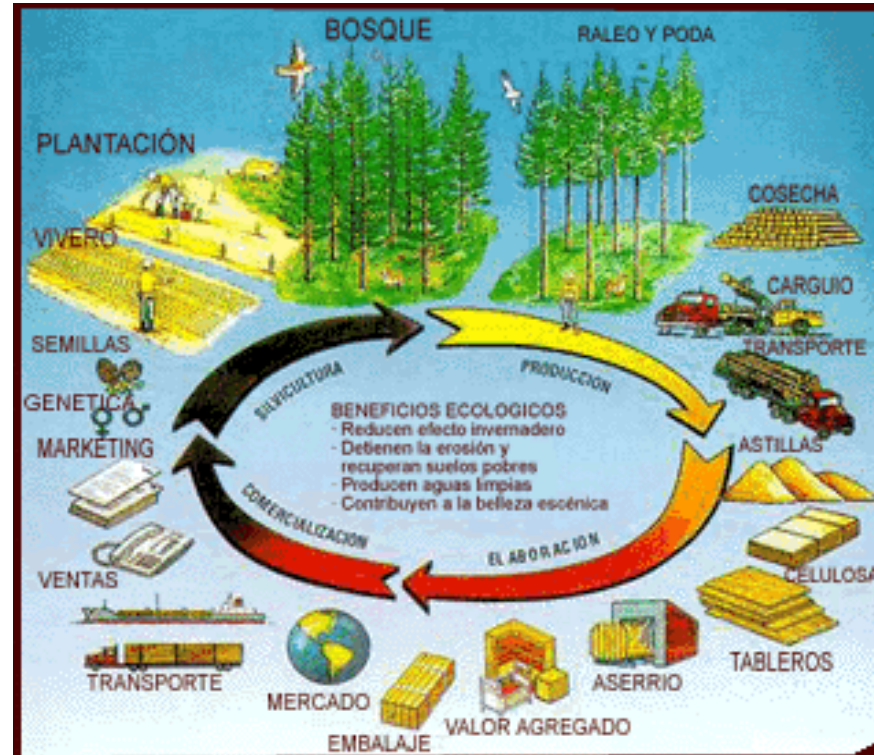 BOSQUE
RALEO Y PODA
PLANTACIÓN
COSECHA
VIVERO
CARGUIO
SEMILLAS
TRANSPORTE
PRODUCCION
SILVICULTURA
GENETICA
BENEFICIOS ECOLOGICOS
- Reducen efecto invernadero
- Detienen la erosión y
recuperan suelos pobres
- Producen aguas limpias
- Contribuyen a la belleza escénica
MARKETING
ASTILLAS
COMERCIALIZACIÓN
ELABORACION
CELULOSA
VENTAS
TABLEROS
TRANSPORTE
MERCADO
ASERRIO
VALOR AGREGADO
EMBALAJE